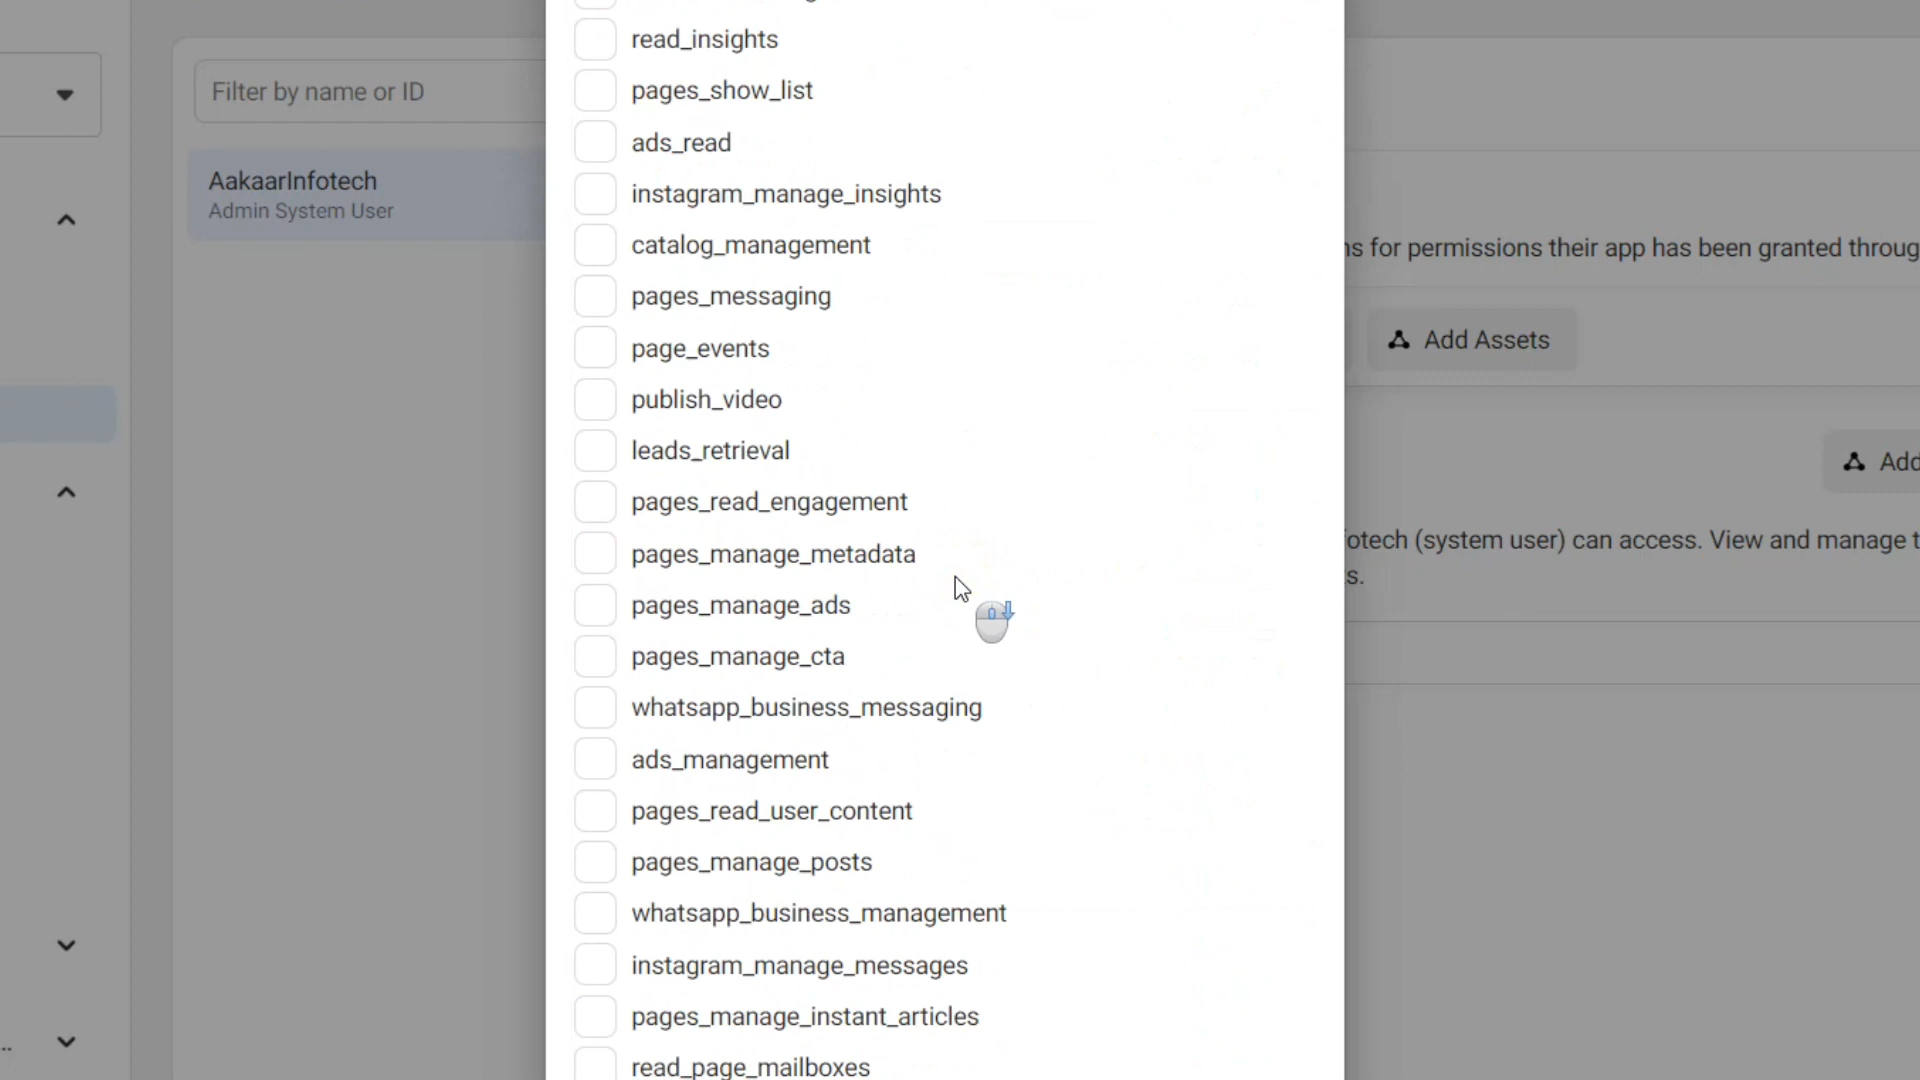 Filter by name or ID
AakaarInfotech
Admin System User
read_insights
pages_show_list
ads_read
instagram_manage_insights
catalog_management
pages_messaging
page_events
publish_video
leads_retrieval
pages_read_engagement
pages_manage_metadata
pages_manage_ads
pages_manage_cta
whatsapp_business_messaging
ads_management
pages_read_user_content
pages_manage_posts
whatsapp_business_management
instagram_manage_messages
pages_manage_instant_articles
read_page_mailboxes
for permissions their app has been granted throug
Add Assets
Add
otech (system user) can access. View and manage t
s.
..